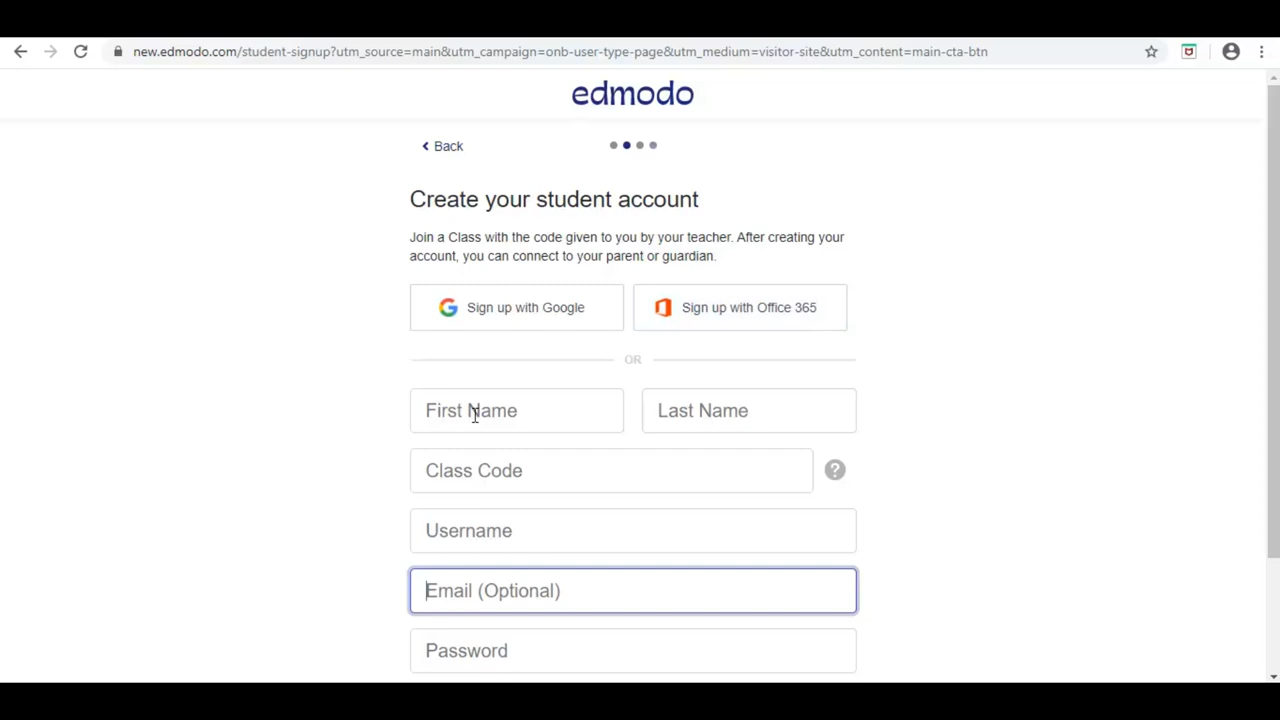 new.edmodo.com/student-signup?utm_source=main&utm_campaign=onb-user-type-page&utm_medium=visitor-site&utm_content=main-cta-btn
edmodo
Back
Create your student account
Join a Class with the code given to you by your teacher. After creating your
account, you can connect to your parent or guardian.
Sign up with Google
Sign up with Office 365
OR
First Name
Last Name
Class Code
?
Username
Email (Optional)
Password